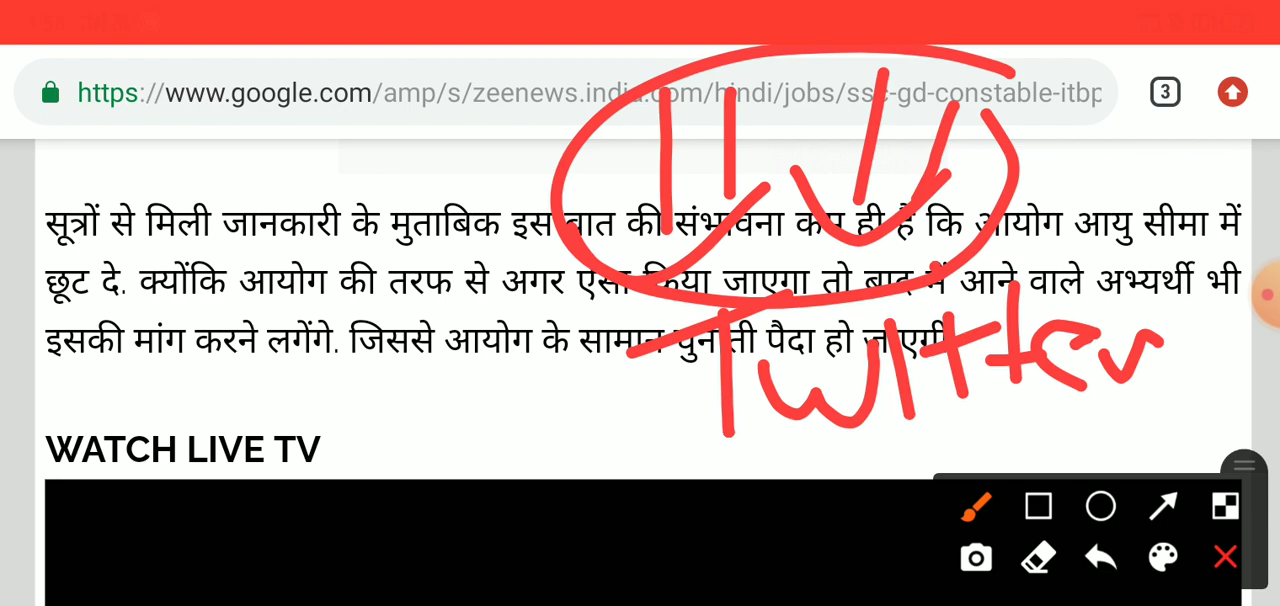 https://www.google.com/amp/s/zeenews.india.com/hindi/jobs/ssc-gd-constable-itbp
3
सूत्रों से मिली जानकारी के मुताबिक इस बात की संभावना कम ही है कि आयोग आयु सीमा में
छूट दे. क्योंकि आयोग की तरफ से अगर ऐसा किया जाएगा तो बाद में आने वाले अभ्यर्थी भी
इसकी मांग करने लगेंगे. जिससे आयोग के सामान चुनौती पैदा हो जाएगी
Twitter
WATCH LIVE TV